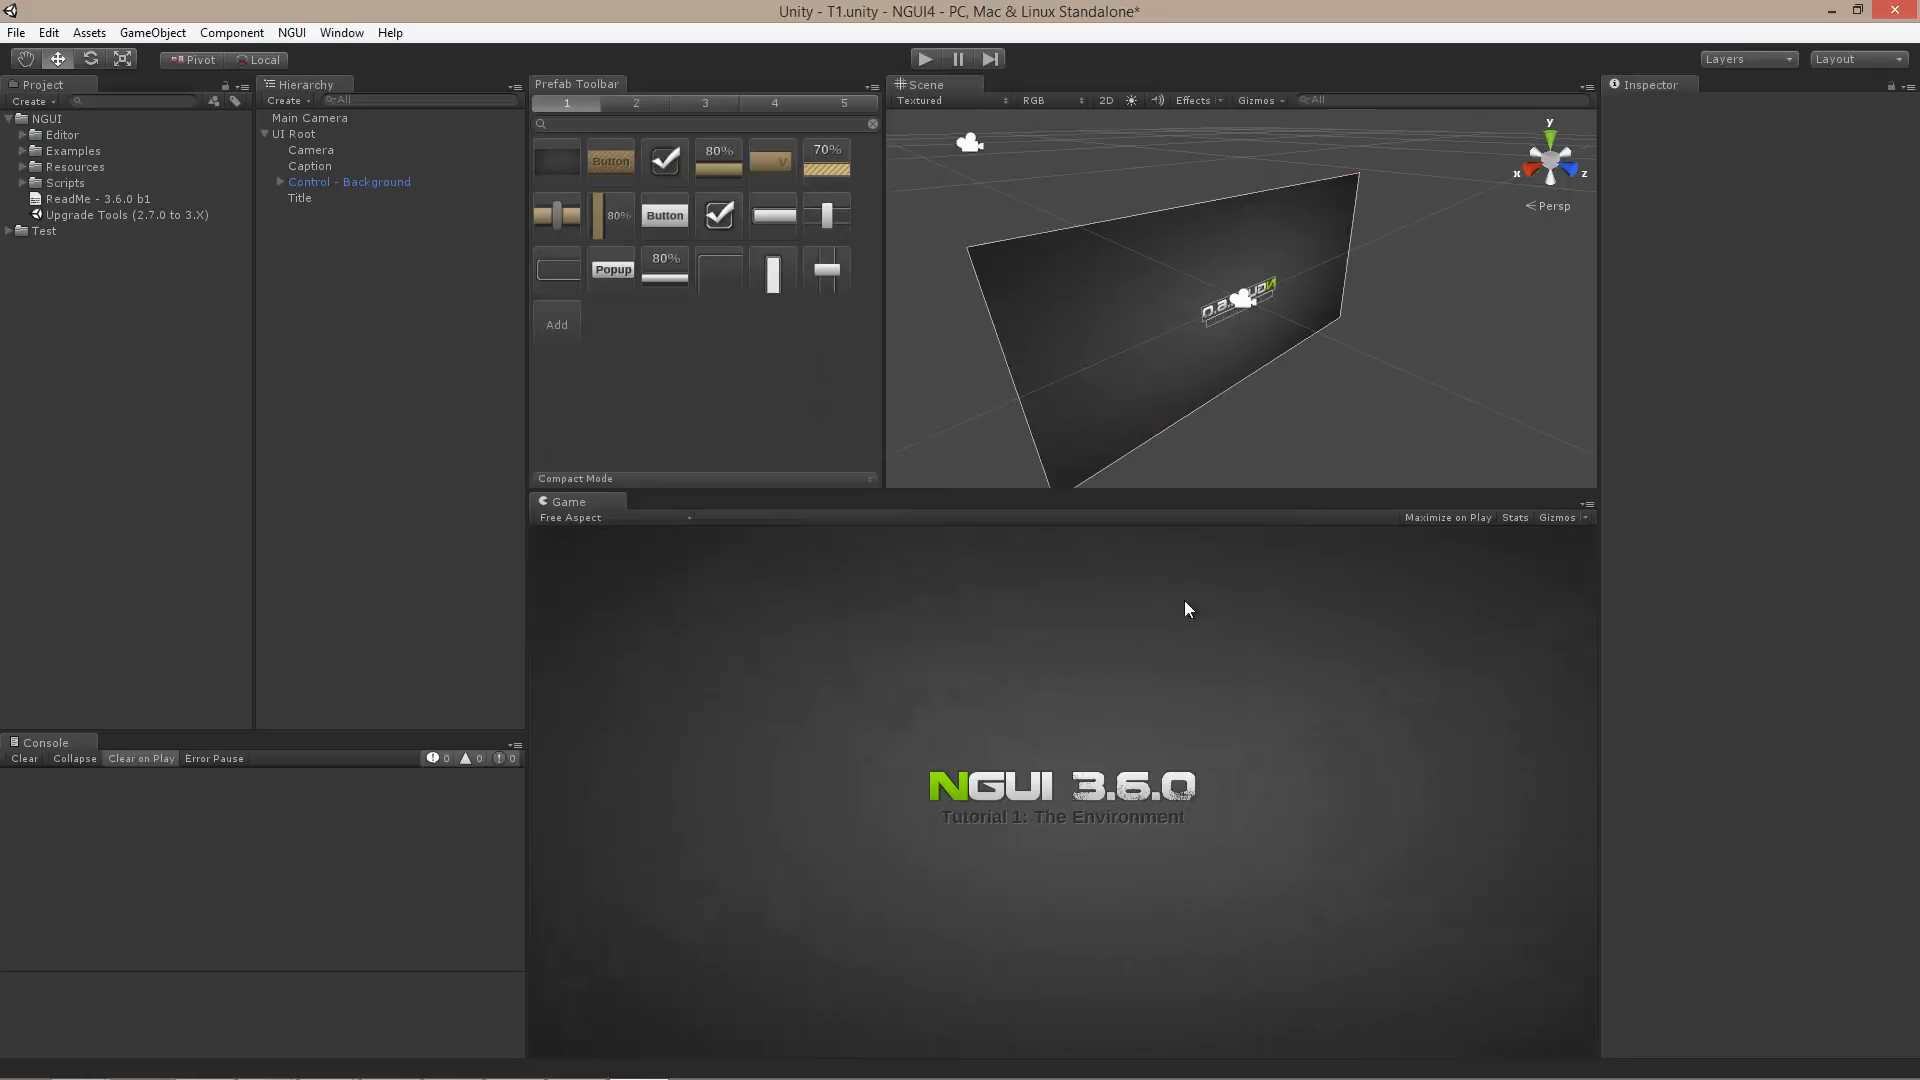 Unity - T1.unity - NGUI4 - PC, Mac & Linux Standalone*
File Edit Assets GameObject Component NGUI Window Help
Pivot Local
Layers Layout
Project
Create
NGUI
Editor
Examples
Resources
Scripts
ReadMe - 3.6.0 b1
Upgrade Tools (2.7.0 to 3.X)
Test
Hierarchy
Create All
Main Camera
UI Root
Camera
Caption
Control - Background
Title
Prefab Toolbar
1 2 3 4 5
Button 80% 70%
80% Button
Popup 80%
Add
Compact Mode
Scene
Textured RGB 2D Effects Gizmos All
y
x z
Persp
Inspector
Game
Free Aspect Maximize on Play Stats Gizmos
NGUI 3.6.0
Tutorial 1: The Environment
Console
Clear Collapse Clear on Play Error Pause 0 0 0